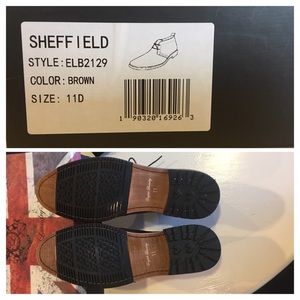 SHEFFIELD
STYLE: ELB2129
COLOR: BROWN
SIZE: 11D
1 90320 16926 3